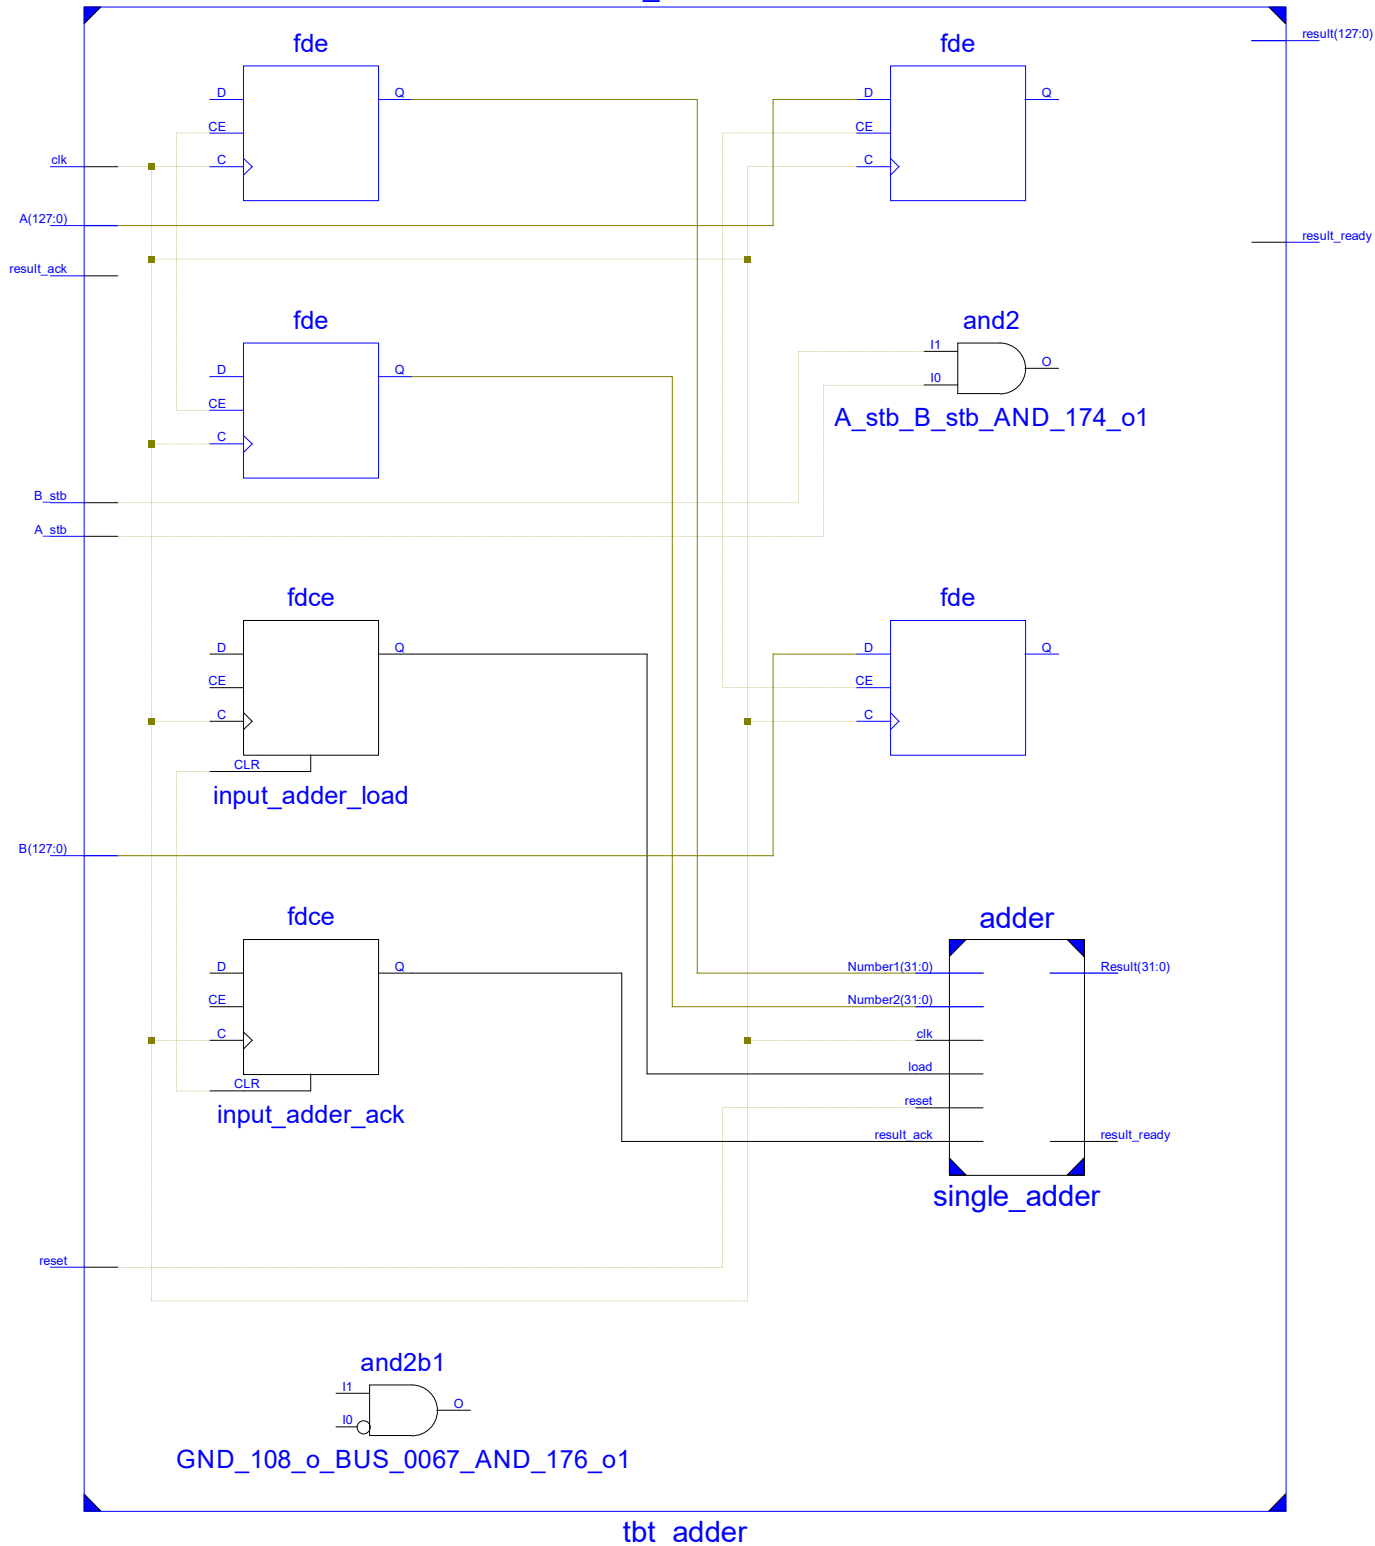 fde
fde
result(127:0)
D
Q
D
Q
CE
CE
clk
C
C
A(127:0)
result_ready
result_ack
fde
and2
I1
O
D
Q
I0
CE
A_stb_B_stb_AND_174_o1
C
B_stb
A_stb
fdce
fde
D
Q
D
Q
CE
CE
C
C
CLR
input_adder_load
B(127:0)
fdce
adder
D
Q
Number1(31:0)
Result(31:0)
CE
Number2(31:0)
C
clk
load
CLR
reset
input_adder_ack
result_ack
result_ready
single_adder
reset
and2b1
I1
O
I0
GND_108_o_BUS_0067_AND_176_o1
tbt_adder